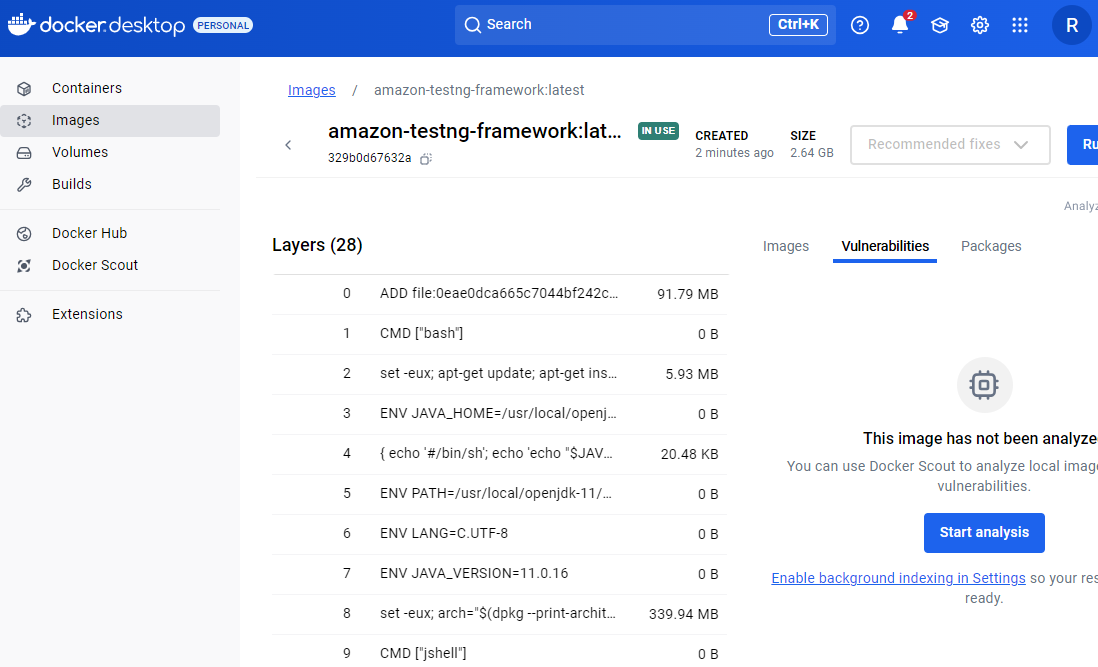 docker.desktop PERSONAL
Search Ctrl+K
2
R
Containers
Images
Volumes
Builds
Docker Hub
Docker Scout
Extensions
Images / amazon-testng-framework:latest
amazon-testng-framework:lat...
329b0d67632a
IN USE
CREATED
2 minutes ago
SIZE
2.64 GB
Recommended fixes
Ru
Analyz
Layers (28)
0 ADD file:0eae0dca665c7044bf242c... 91.79 MB
1 CMD ["bash"] 0 B
2 set -eux; apt-get update; apt-get ins... 5.93 MB
3 ENV JAVA_HOME=/usr/local/openj... 0 B
4 { echo '#/bin/sh'; echo 'echo "$JAV... 20.48 KB
5 ENV PATH=/usr/local/openjdk-11/... 0 B
6 ENV LANG=C.UTF-8 0 B
7 ENV JAVA_VERSION=11.0.16 0 B
8 set -eux; arch="$(dpkg --print-archit... 339.94 MB
9 CMD ["jshell"] 0 B
Images Vulnerabilities Packages
This image has not been analyze
You can use Docker Scout to analyze local imag
vulnerabilities.
Start analysis
Enable background indexing in Settings so your res
ready.